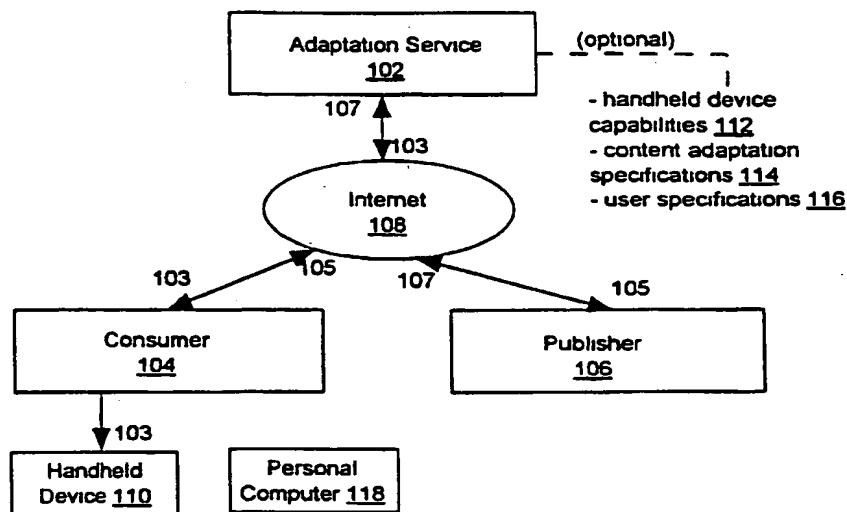 Adaptation Service
102
(optional)
- handheld device
capabilities 112
- content adaptation
specifications 114
- user specifications 116
107
103
Internet
108
103
105
107
105
Consumer
104
Publisher
106
103
Handheld
Device 110
Personal
Computer 118